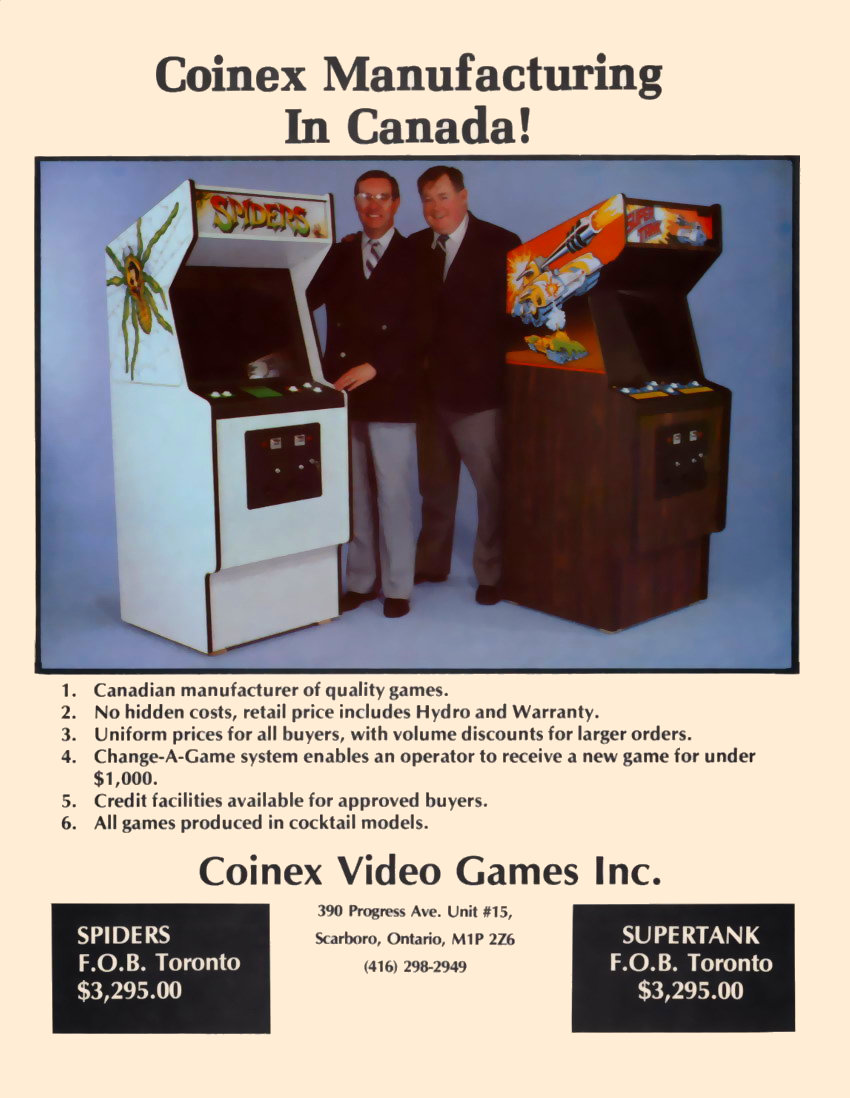 Coinex Manufacturing
In Canada!
SPIDERS
SUPER
TANK
1. Canadian manufacturer of quality games.
2. No hidden costs, retail price includes Hydro and Warranty.
3. Uniform prices for all buyers, with volume discounts for larger orders.
4. Change-A-Game system enables an operator to receive a new game for under
$1,000.
5. Credit facilities available for approved buyers.
6. All games produced in cocktail models.
Coinex Video Games Inc.
390 Progress Ave. Unit #15,
Scarboro, Ontario, M1P 2Z6
(416) 298-2949
SPIDERS
F.O.B. Toronto
$3,295.00
SUPERTANK
F.O.B. Toronto
$3,295.00